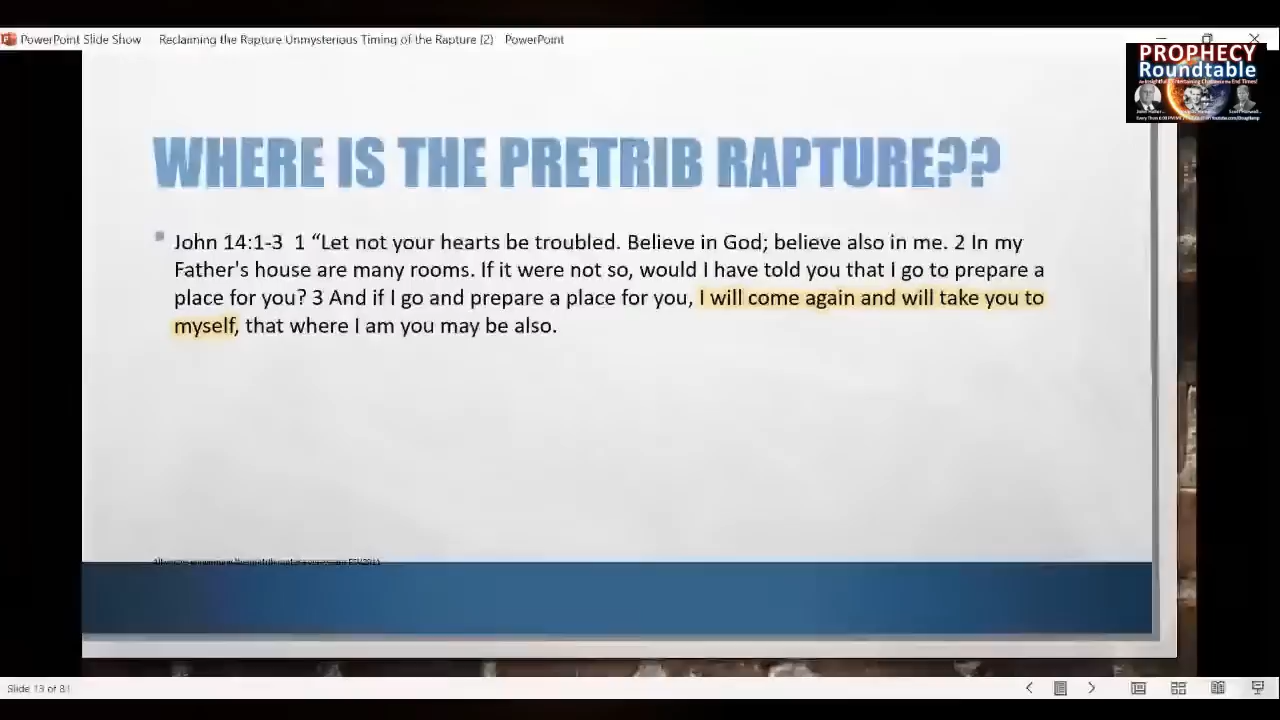 PowerPoint Slide Show
Reclaiming the Rapture Unmysterious Timing of the Rapture (2)
PowerPoint
PROPHECY
Roundtable
WHERE IS THE PRETRIB RAPTURE??
John 14:1-3 1 “Let not your hearts be troubled. Believe in God; believe also in me. 2 In my
Father's house are many rooms. If it were not so, would I have told you that I go to prepare a
place for you? 3 And if I go and prepare a place for you, I will come again and will take you to
myself, that where I am you may be also.
Slide 13 of 81